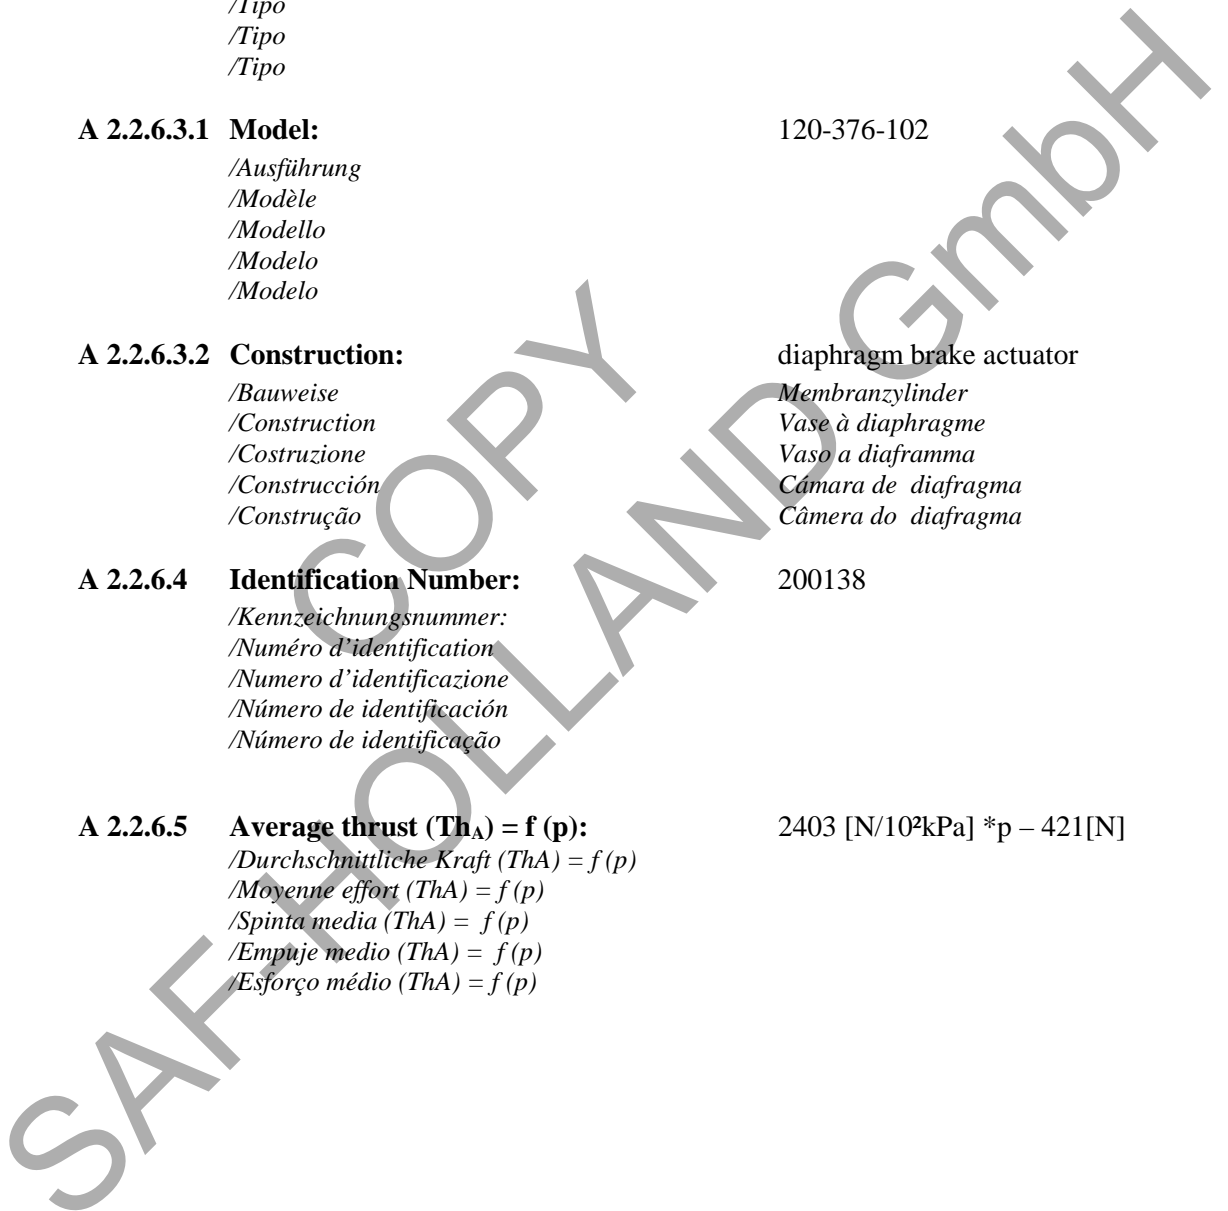 /Tipo
/Tipo
/Tipo
A 2.2.6.3.1 Model: 120-376-102
/Ausführung
/Modèle
/Modello
/Modelo
/Modelo
A 2.2.6.3.2 Construction: diaphragm brake actuator
/Bauweise Membranzylinder
/Construction Vase à diaphragme
/Costruzione Vaso a diaframma
/Construcción Cámara de diafragma
/Construção Câmera do diafragma
A 2.2.6.4 Identification Number: 200138
/Kennzeichnungsnummer:
/Numéro d’identification
/Numero d’identificazione
/Número de identificación
/Número de identificação
A 2.2.6.5 Average thrust (ThA) = f (p): 2403 [N/10²kPa] *p – 421[N]
/Durchschnittliche Kraft (ThA) = f (p)
/Moyenne effort (ThA) = f (p)
/Spinta media (ThA) = f (p)
/Empuje medio (ThA) = f (p)
/Esforço médio (ThA) = f (p)
COPY
SAF-HOLLAND GmbH